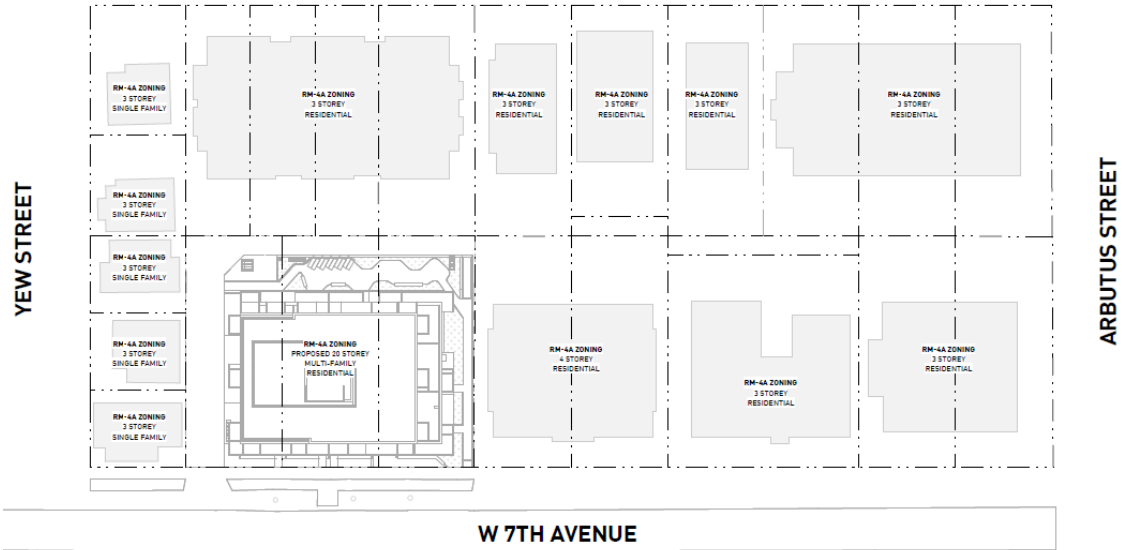 RM-4A ZONING
3 STOREY
SINGLE FAMILY
RM-4A ZONING
3 STOREY
RESIDENTIAL
RM-4A ZONING
3 STOREY
RESIDENTIAL
RM-4A ZONING
3 STOREY
RESIDENTIAL
RM-4A ZONING
3 STOREY
RESIDENTIAL
RM-4A ZONING
3 STOREY
RESIDENTIAL
YEW STREET
ARBUTUS STREET
RM-4A ZONING
3 STOREY
SINGLE FAMILY
RM-4A ZONING
3 STOREY
SINGLE FAMILY
RM-4A ZONING
3 STOREY
SINGLE FAMILY
RM-4A ZONING
PROPOSED 20 STOREY
MULTI-FAMILY
RESIDENTIAL
RM-4A ZONING
4 STOREY
RESIDENTIAL
RM-4A ZONING
3 STOREY
RESIDENTIAL
RM-4A ZONING
3 STOREY
RESIDENTIAL
RM-4A ZONING
3 STOREY
SINGLE FAMILY
W 7TH AVENUE